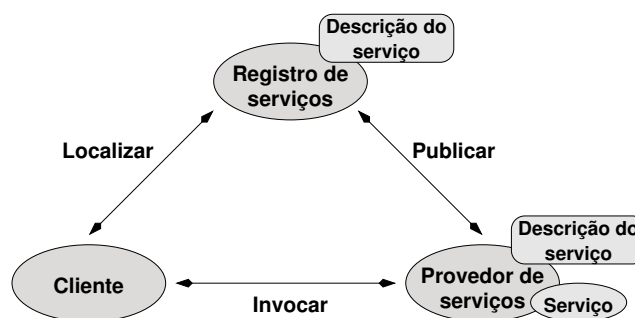 Descrição do
serviço
Registro de
serviços
Localizar
Publicar
Descrição do
serviço
Cliente
Provedor de
serviços
Serviço
Invocar